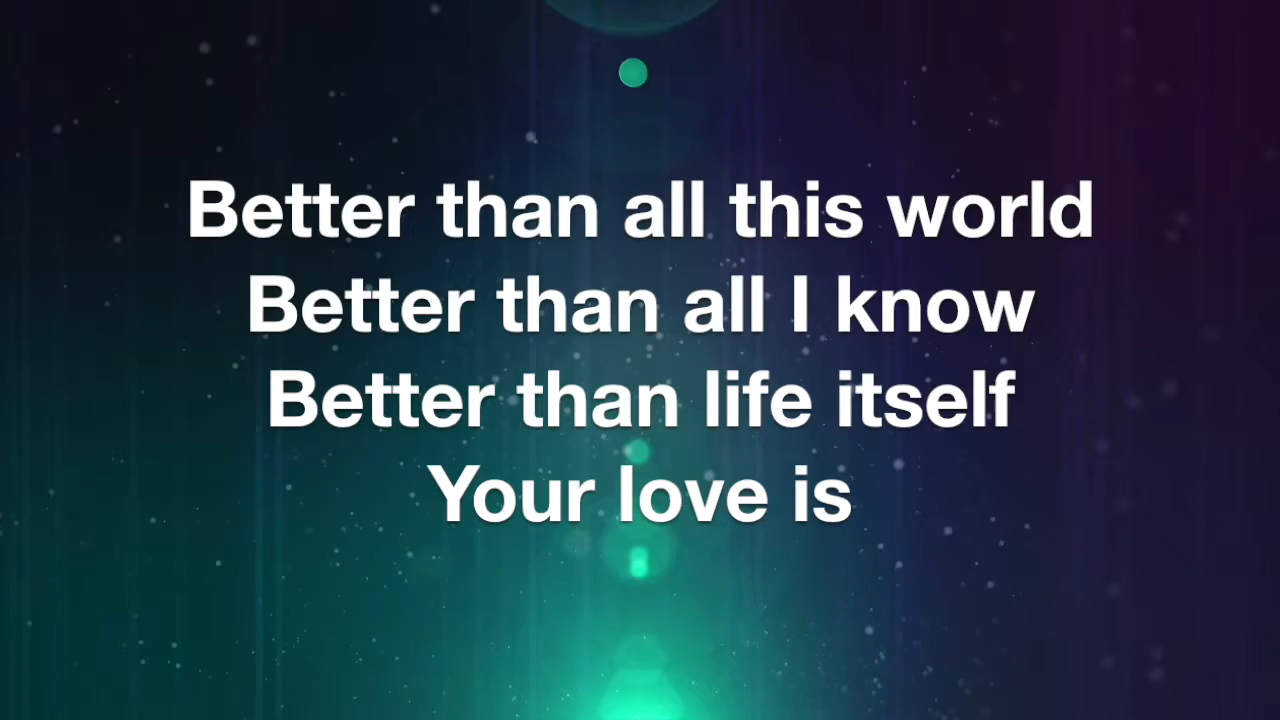 Better than all this world
Better than all I know
Better than life itself
Your love is